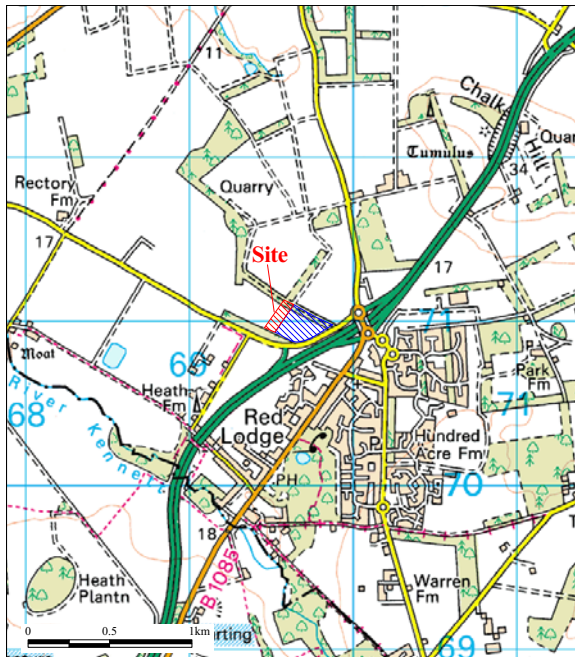 11
Chalk
Hill
Quar
Tumulus
34
Rectory
Fm
Quarry
17
Site
17
71
Moat
69
Park
Fm
River Kennett
68
Heath
Fm
Red
Lodge
71
P
Hundred
Acre Fm
PH
70
18
T
Heath
Plantn
B1085
Warren
Fm
0 0.5 1km
arting
69